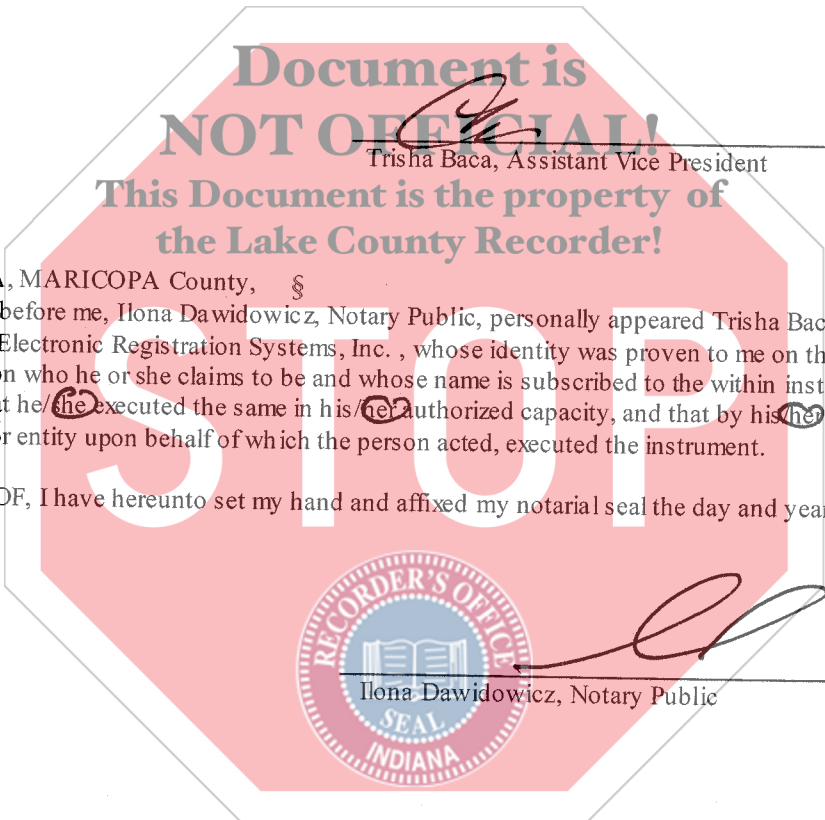 Document is
NOT OFFICIAL!
Trisha Baca, Assistant Vice President
This Document is the property of
the Lake County Recorder!
, MARICOPA County, §
before me, Ilona Dawidowicz, Notary Public, personally appeared Trisha Bac
Electronic Registration Systems, Inc. , whose identity was proven to me on th
n who he or she claims to be and whose name is subscribed to the within inst
t he/she executed the same in his/her authorized capacity, and that by his/her
r entity upon behalf of which the person acted, executed the instrument.
OF, I have hereunto set my hand and affixed my notarial seal the day and year
STOP
RECORDER'S OFFICE
SEAL
INDIANA
Ilona Dawidowicz, Notary Public